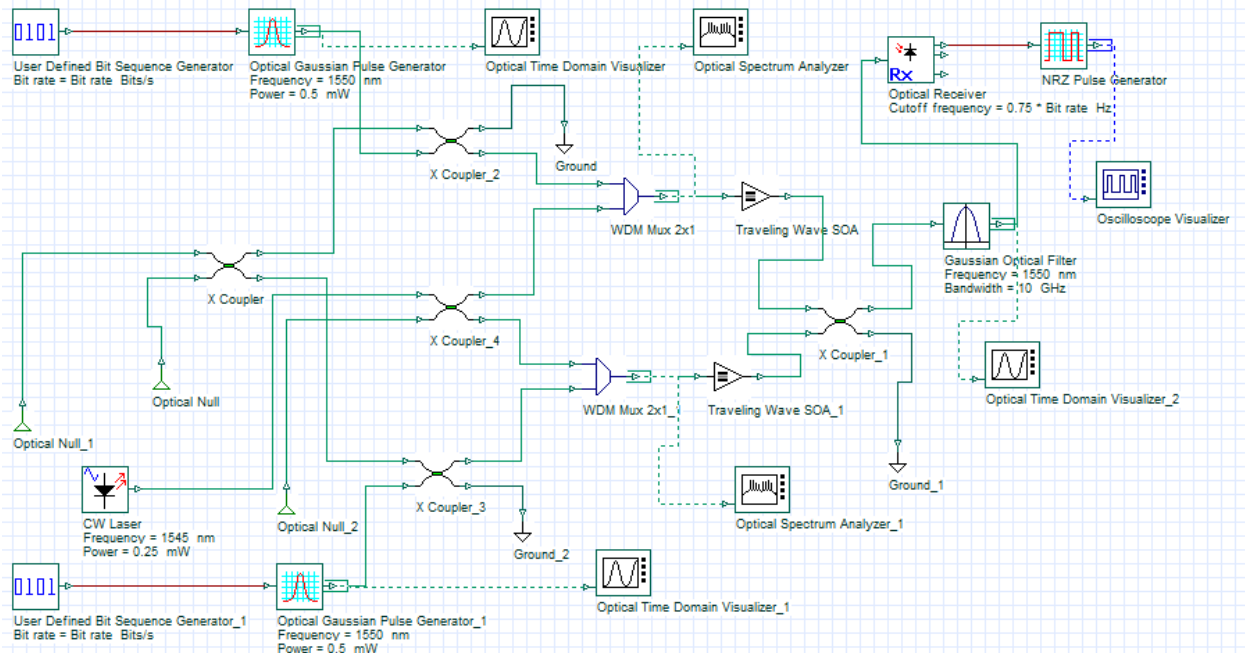 0101
User Defined Bit Sequence Generator
Bit rate = Bit rate Bits/s
Optical Gaussian Pulse Generator
Frequency = 1550 nm
Power = 0.5 mW
Optical Time Domain Visualizer
Optical Spectrum Analyzer
Rx
Optical Receiver
Cutoff frequency = 0.75 * Bit rate Hz
NRZ Pulse Generator
Oscilloscope Visualizer
X Coupler_2
Ground
WDM Mux 2x1
Traveling Wave SOA
Gaussian Optical Filter
Frequency = 1550 nm
Bandwidth = 10 GHz
X Coupler
X Coupler_4
X Coupler_1
Optical Null
Optical Null_1
WDM Mux 2x1_
Traveling Wave SOA_1
Optical Time Domain Visualizer_2
Ground_1
CW Laser
Frequency = 1545 nm
Power = 0.25 mW
Optical Null_2
X Coupler_3
Ground_2
Optical Spectrum Analyzer_1
0101
User Defined Bit Sequence Generator_1
Bit rate = Bit rate Bits/s
Optical Gaussian Pulse Generator_1
Frequency = 1550 nm
Power = 0.5 mW
Optical Time Domain Visualizer_1